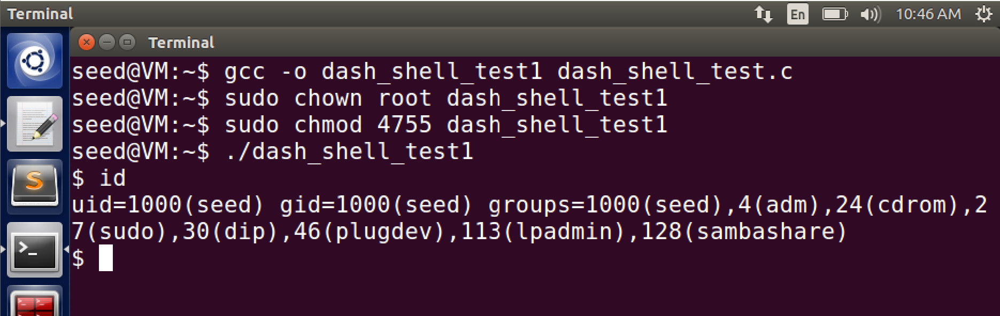 Terminal
En
10:46 AM
Terminal
seed@VM:~$ gcc -o dash_shell_test1 dash_shell_test.c
seed@VM:~$ sudo chown root dash_shell_test1
seed@VM:~$ sudo chmod 4755 dash_shell_test1
seed@VM:~$ ./dash_shell_test1
$ id
uid=1000(seed) gid=1000(seed) groups=1000(seed),4(adm),24(cdrom),2
7(sudo),30(dip),46(plugdev),113(lpadmin),128(sambashare)
$
S
>_